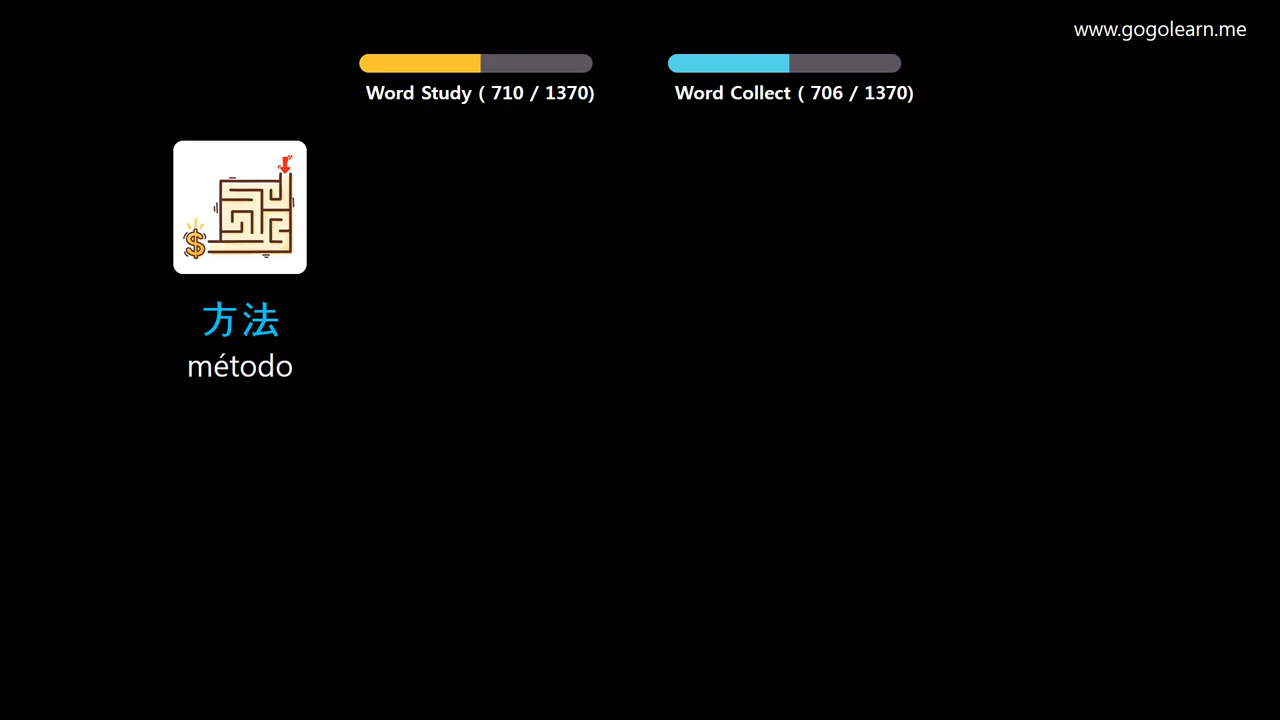 www.gogolearn.me
Word Study ( 710 / 1370)
Word Collect ( 706 / 1370)
$
方法
método